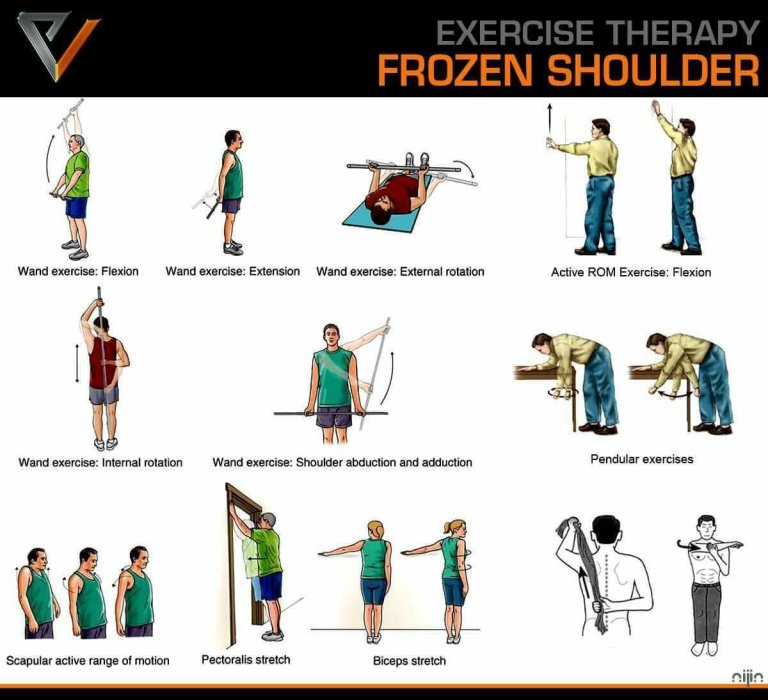 EXERCISE THERAPY
FROZEN SHOULDER
Wand exercise: Flexion
Wand exercise: Extension
Wand exercise: External rotation
Active ROM Exercise: Flexion
Wand exercise: Internal rotation
Wand exercise: Shoulder abduction and adduction
Pendular exercises
Scapular active range of motion
Pectoralis stretch
Biceps stretch
nijin